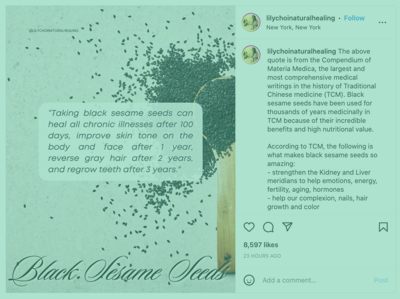 @LILYCHOINATURALHEALING
"Taking black sesame seeds can
heal all chronic illnesses after 100
days, improve skin tone on the
body and face after 1 year,
reverse gray hair after 2 years,
and regrow teeth after 3 years."
Black Sesame Seeds
lilychoinaturalhealing • Follow
New York, New York
lilychoinaturalhealing The above
quote is from the Compendium of
Materia Medica, the largest and
most comprehensive medical
writings in the history of Traditional
Chinese medicine (TCM). Black
sesame seeds have been used for
thousands of years medicinally in
TCM because of their incredible
benefits and high nutritional value.
According to TCM, the following is
what makes black sesame seeds so
amazing:
- strengthen the Kidney and Liver
meridians to help emotions, energy,
fertility, aging, hormones
- help our complexion, nails, hair
growth and color
8,597 likes
23 HOURS AGO
Add a comment...
Post